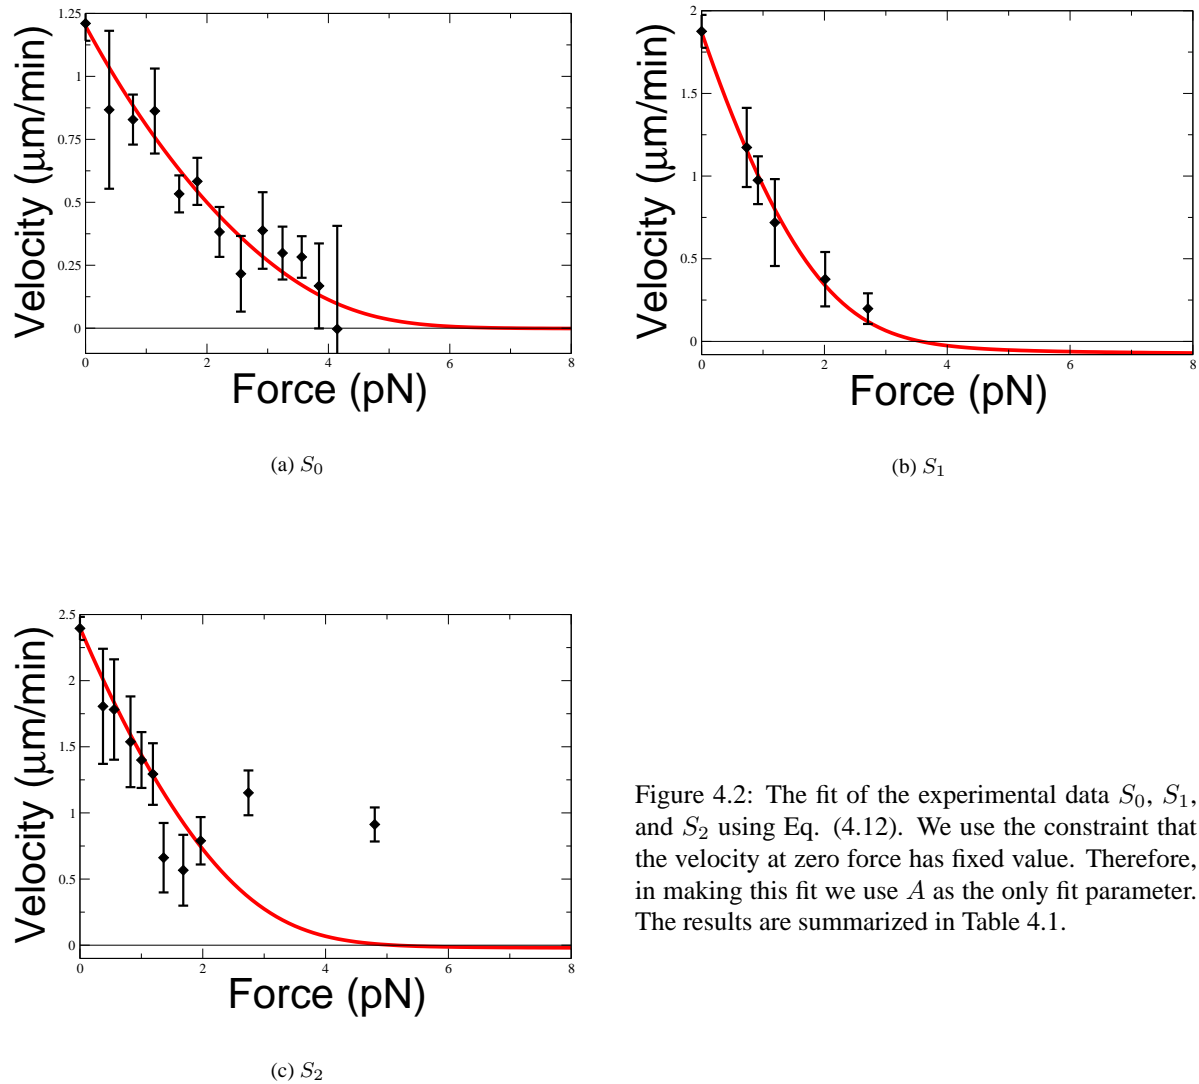 1.25
1
0.75
0.5
0.25
0
0 2 4 6 8
Velocity (μm/min)
Force (pN)
(a) S0
2
1.5
1
0.5
0
0 2 4 6 8
Velocity (μm/min)
Force (pN)
(b) S1
2.5
2
1.5
1
0.5
0
0 2 4 6 8
Velocity (μm/min)
Force (pN)
(c) S2
Figure 4.2: The fit of the experimental data S0, S1,
and S2 using Eq. (4.12). We use the constraint that
the velocity at zero force has fixed value. Therefore,
in making this fit we use A as the only fit parameter.
The results are summarized in Table 4.1.